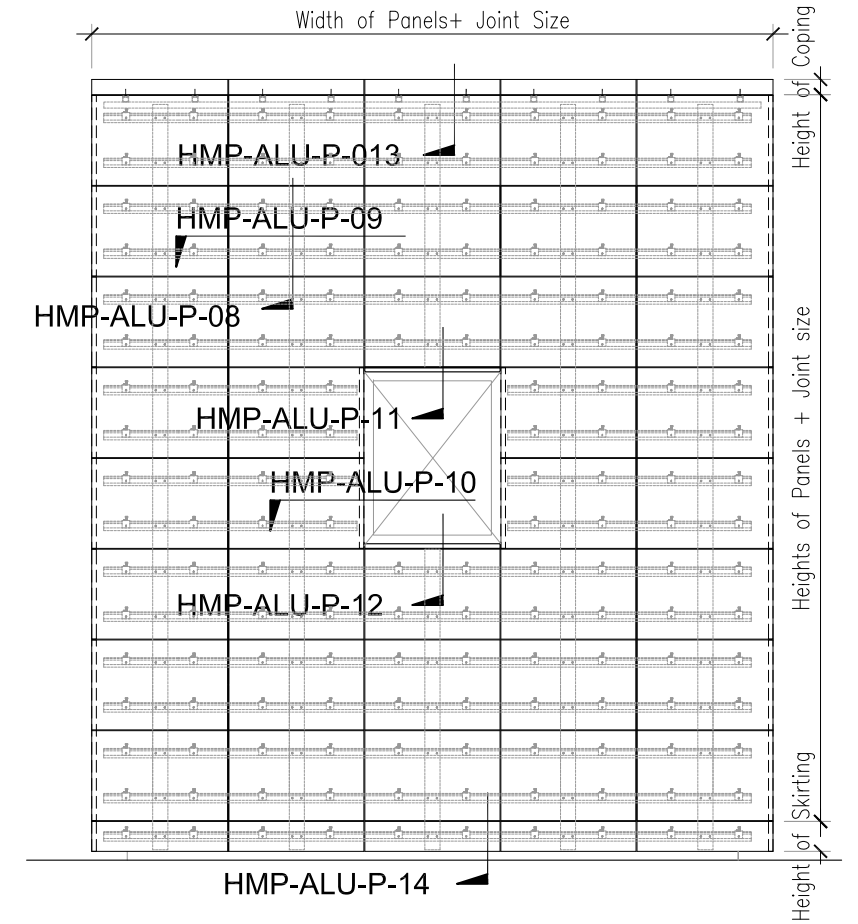 Width of Panels+ Joint Size
Height of Coping
HMP-ALU-P-013
HMP-ALU-P-09
HMP-ALU-P-08
Heights of Panels + Joint size
HMP-ALU-P-11
HMP-ALU-P-10
HMP-ALU-P-12
Height of Skirting
HMP-ALU-P-14